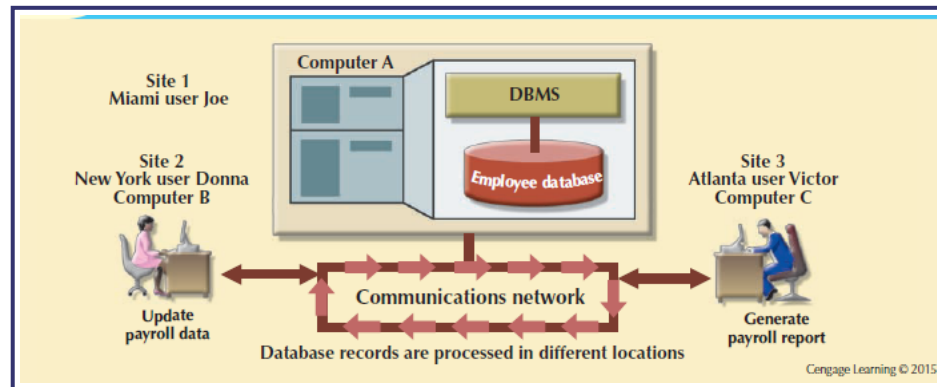 Computer A
Site 1
Miami user Joe
DBMS
Employee database
Site 2
New York user Donna
Computer B
Site 3
Atlanta user Victor
Computer C
Communications network
Update
payroll data
Generate
payroll report
Database records are processed in different locations
Cengage Learning © 2015